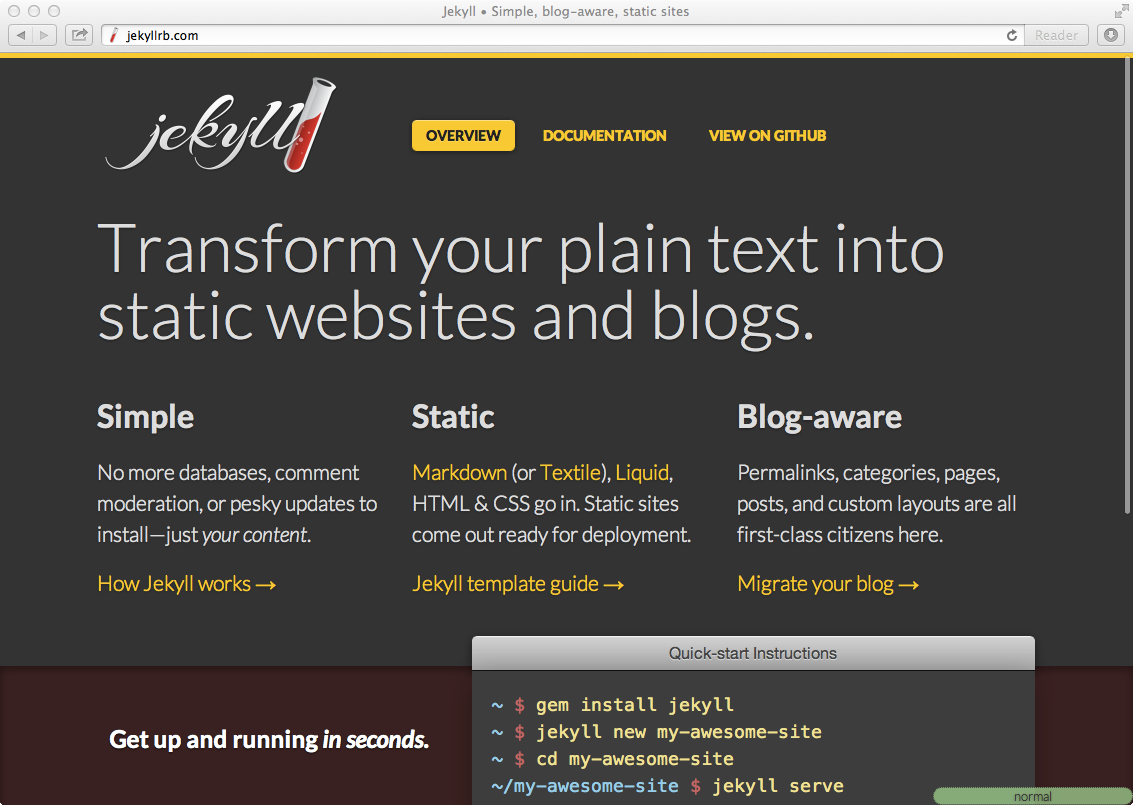 Jekyll • Simple, blog-aware, static sites
jekyllrb.com
Reader
jekyll
OVERVIEW
DOCUMENTATION
VIEW ON GITHUB
Transform your plain text into
static websites and blogs.
Simple
No more databases, comment
moderation, or pesky updates to
install—just your content.
How Jekyll works →
Static
Markdown (or Textile), Liquid,
HTML & CSS go in. Static sites
come out ready for deployment.
Jekyll template guide →
Blog-aware
Permalinks, categories, pages,
posts, and custom layouts are all
first-class citizens here.
Migrate your blog →
Get up and running in seconds.
Quick-start Instructions
~ $ gem install jekyll
~ $ jekyll new my-awesome-site
~ $ cd my-awesome-site
~/my-awesome-site $ jekyll serve
normal